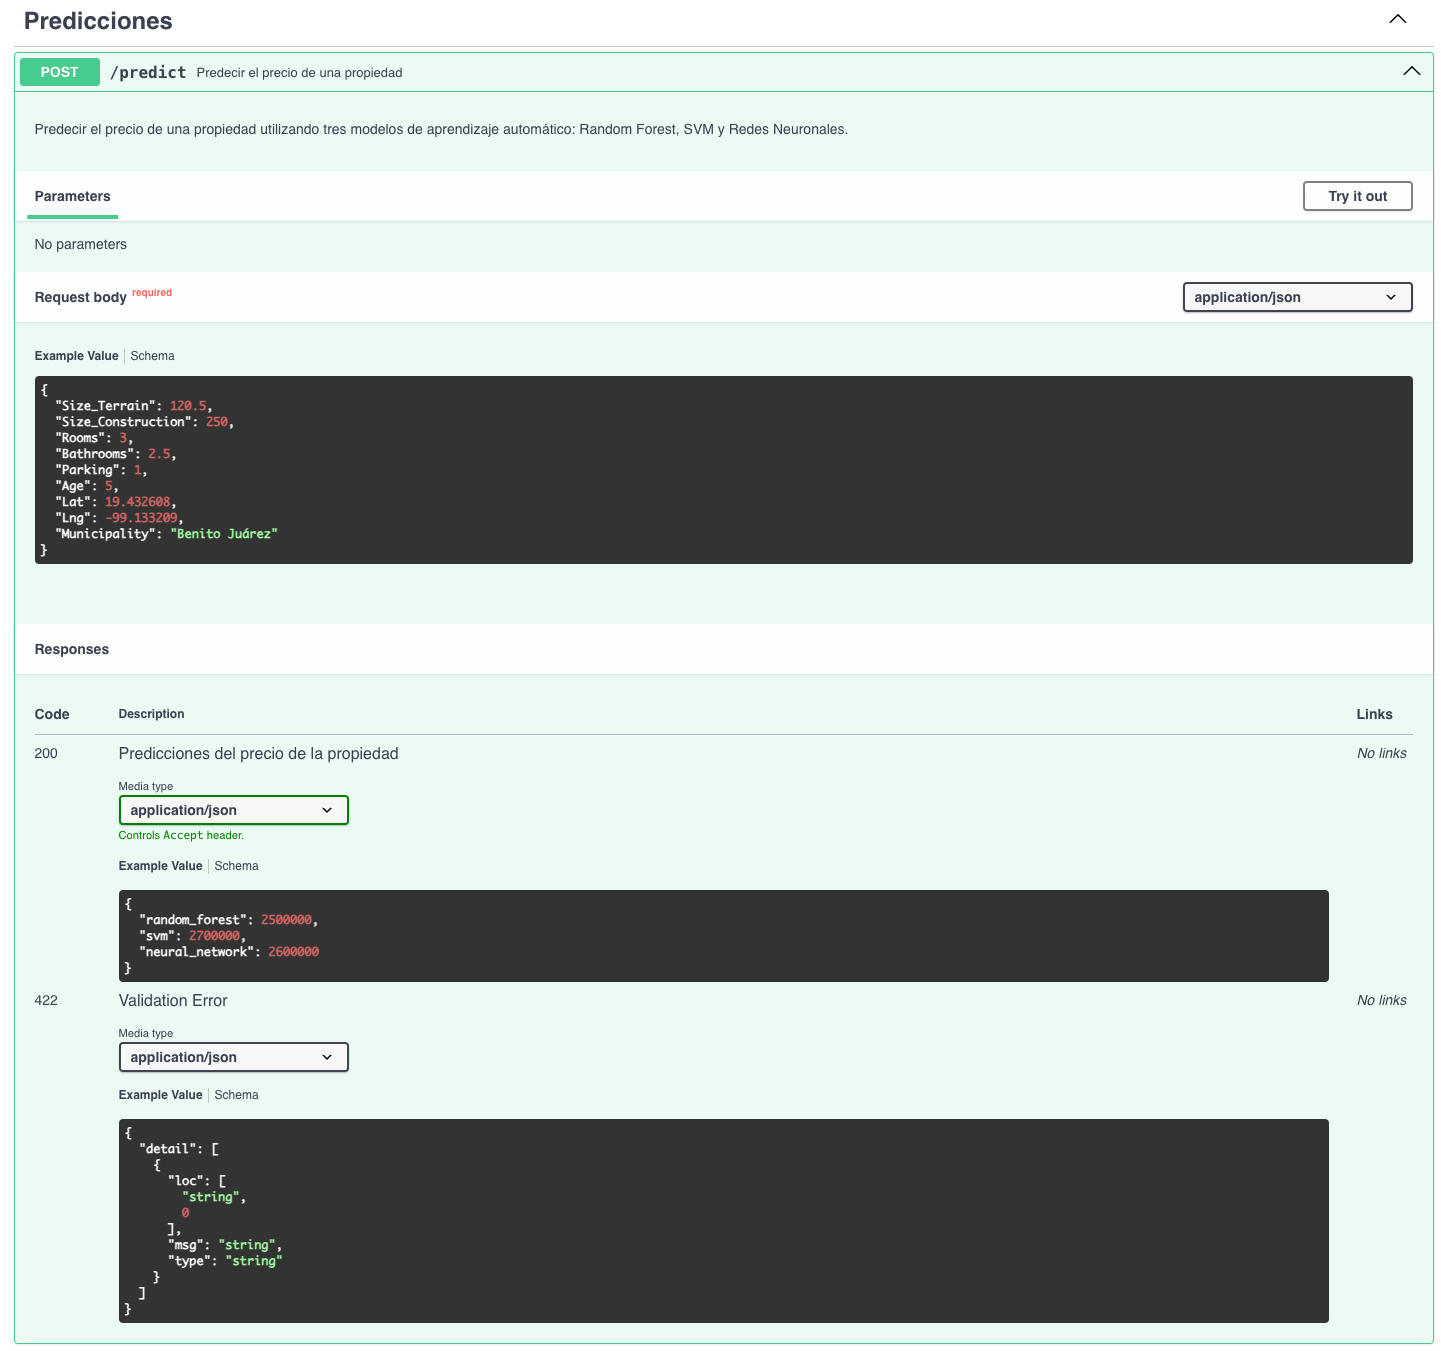 Predicciones
POST /predict Predecir el precio de una propiedad
Predecir el precio de una propiedad utilizando tres modelos de aprendizaje automático: Random Forest, SVM y Redes Neuronales.
Parameters
Try it out
No parameters
Request body required
application/json
Example Value Schema
{
"Size_Terrain": 120.5,
"Size_Construction": 250,
"Rooms": 3,
"Bathrooms": 2.5,
"Parking": 1,
"Age": 5,
"Lat": 19.432608,
"Lng": -99.133209,
"Municipality": "Benito Juárez"
}
Responses
Code Description Links
200 Predicciones del precio de la propiedad No links
Media type
application/json
Controls Accept header.
Example Value Schema
{
"random_forest": 2500000,
"svm": 2700000,
"neural_network": 2600000
}
422 Validation Error No links
Media type
application/json
Example Value Schema
{
"detail": [
{
"loc": [
"string",
0
],
"msg": "string",
"type": "string"
}
]
}